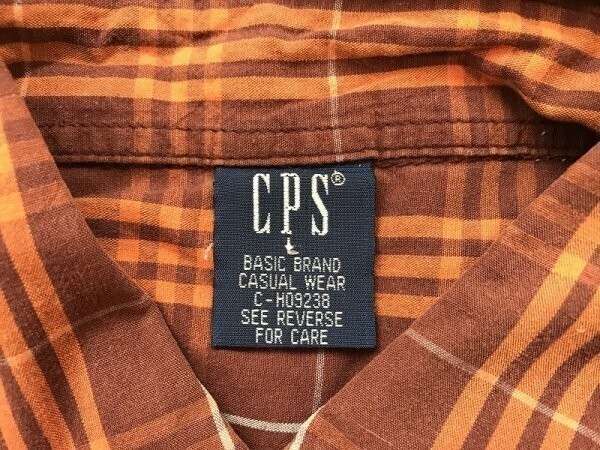 CPS®
L
BASIC BRAND
CASUAL WEAR
C-H09238
SEE REVERSE
FOR CARE